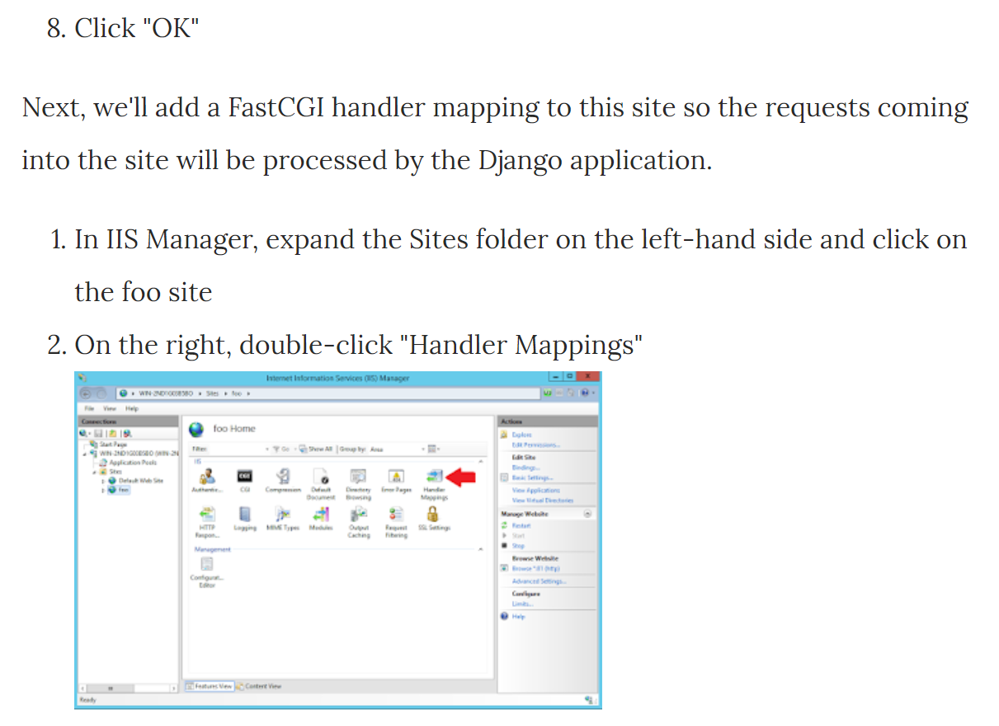 8. Click "OK"
Next, we'll add a FastCGI handler mapping to this site so the requests coming
into the site will be processed by the Django application.
1. In IIS Manager, expand the Sites folder on the left-hand side and click on
the foo site
2. On the right, double-click "Handler Mappings"
Internet Information Services (IIS) Manager
Sites foo
File View Help
Connections
Start Page
Application Pools
Sites
Default Web Site
foo
foo Home
Filter: Go Show All Group by: Area
IIS
Authentic... CGI Compression Default Directory Error Pages Handler
Document Browsing Mappings
HTTP Logging MIME Types Modules Output Request SSL Settings
Respon... Caching Filtering
Management
Configurat...
Editor
Features View Content View
Ready
Actions
Explore
Edit Permissions...
Edit Site
Bindings...
Basic Settings...
View Applications
View Virtual Directories
Manage Website
Restart
Start
Stop
Browse Website
Browse *:81 (http)
Advanced Settings...
Configure
Limits...
Help